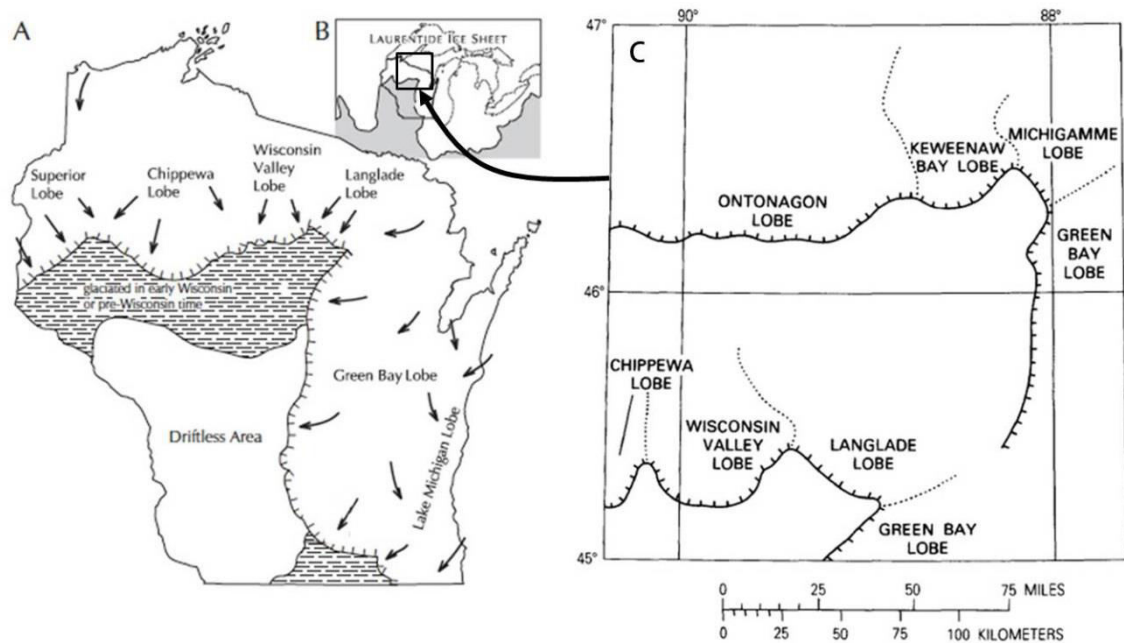 A
B
LAURENTIDE ICE SHEET
Superior
Lobe
Chippewa
Lobe
Wisconsin
Valley
Lobe
Langlade
Lobe
glaciated in early Wisconsin
or pre-Wisconsin time
Driftless Area
Green Bay Lobe
Lake Michigan Lobe
C
47°
90°
88°
KEWEENAW
BAY LOBE
MICHIGAMME
LOBE
ONTONAGON
LOBE
GREEN
BAY
LOBE
46°
CHIPPEWA
LOBE
WISCONSIN
VALLEY
LOBE
LANGLADE
LOBE
GREEN BAY
LOBE
45°
0 25 50 75 MILES
0 25 50 75 100 KILOMETERS